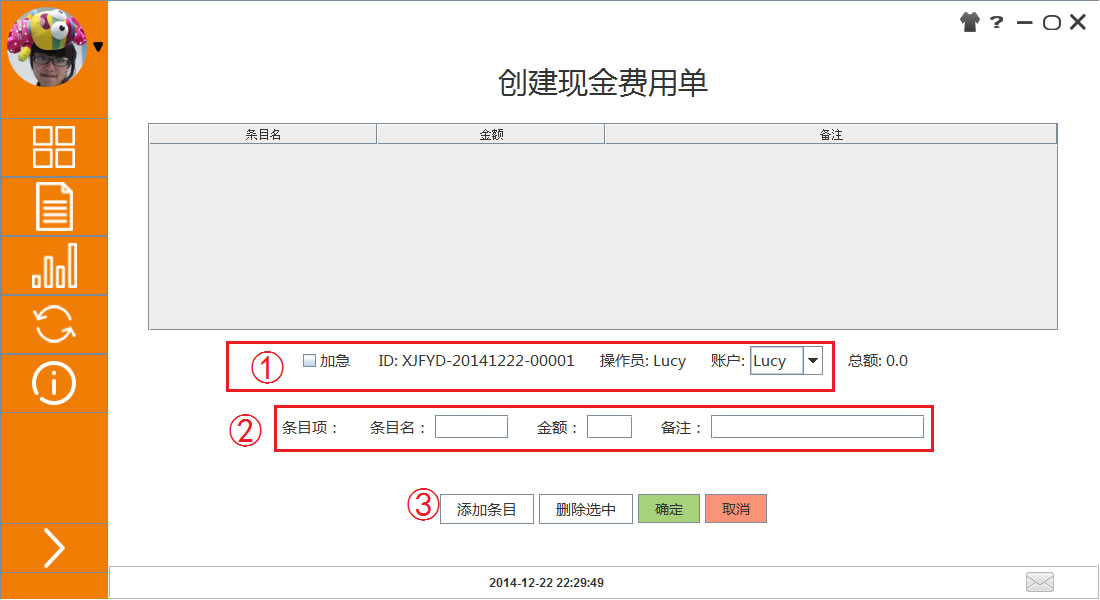 ?
创建现金费用单
条目名 金额 备注
① 加急 ID: XJFYD-20141222-00001 操作员: Lucy 账户: Lucy 总额: 0.0
② 条目项： 条目名： 金额： 备注：
③ 添加条目 删除选中 确定 取消
2014-12-22 22:29:49